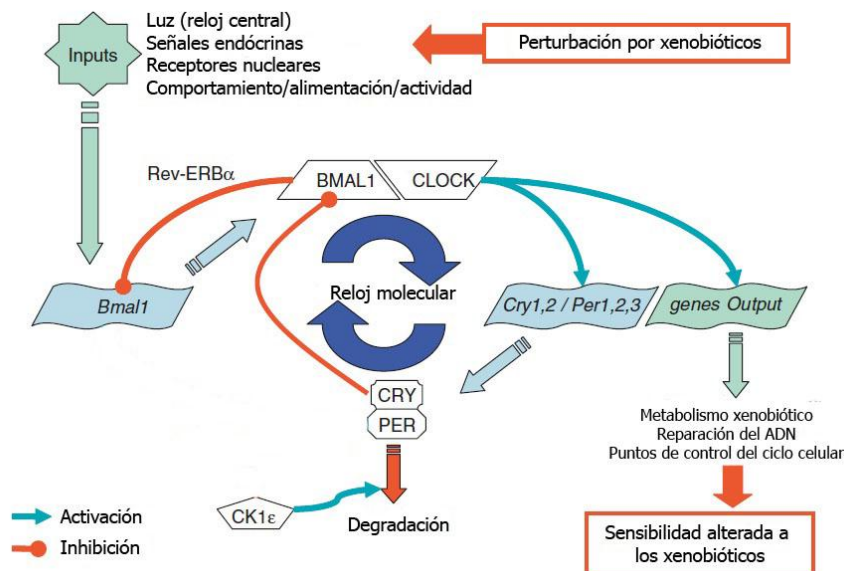 Inputs
Luz (reloj central)
Señales endócrinas
Receptores nucleares
Comportamiento/alimentación/actividad
Perturbación por xenobióticos
Rev-ERBα
BMAL1
CLOCK
Bmal1
Reloj molecular
Cry1,2 / Per1,2,3
genes Output
CRY
PER
Metabolismo xenobiótico
Reparación del ADN
Puntos de control del ciclo celular
CK1ε
Degradación
Activación
Inhibición
Sensibilidad alterada a
los xenobióticos